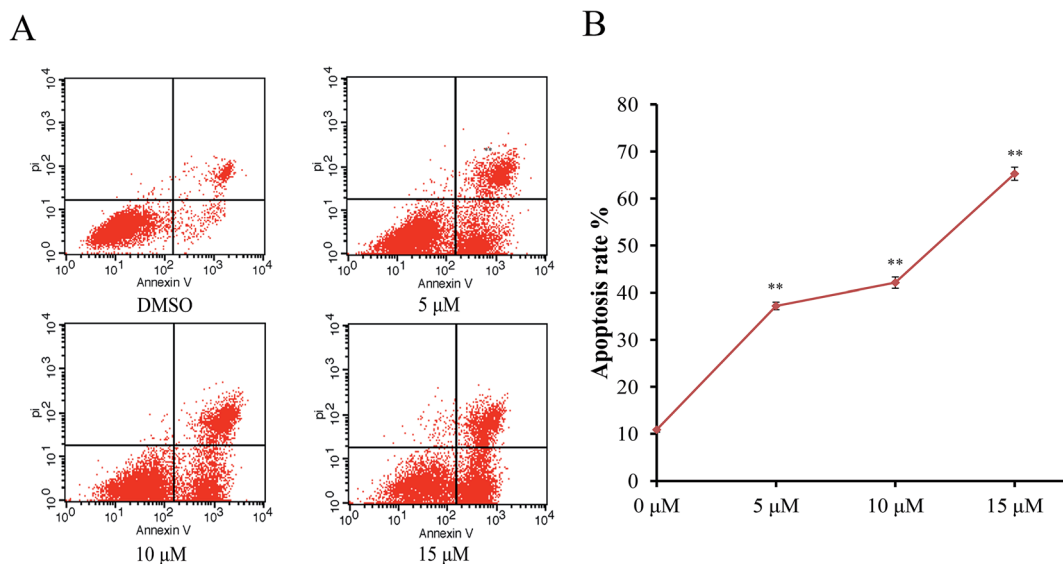 A
B
10⁴
10³
10²
10¹
10⁰
pi
10⁰ 10¹ 10² 10³ 10⁴
Annexin V
DMSO
10⁴
10³
10²
10¹
10⁰
pi
**
10⁰ 10¹ 10² 10³ 10⁴
Annexin V
5 μM
10⁴
10³
10²
10¹
10⁰
pi
10⁰ 10¹ 10² 10³ 10⁴
Annexin V
10 μM
10⁴
10³
10²
10¹
10⁰
pi
10⁰ 10¹ 10² 10³ 10⁴
Annexin V
15 μM
Apoptosis rate %
80
70
60
50
40
30
20
10
0
**
**
**
0 μM 5 μM 10 μM 15 μM